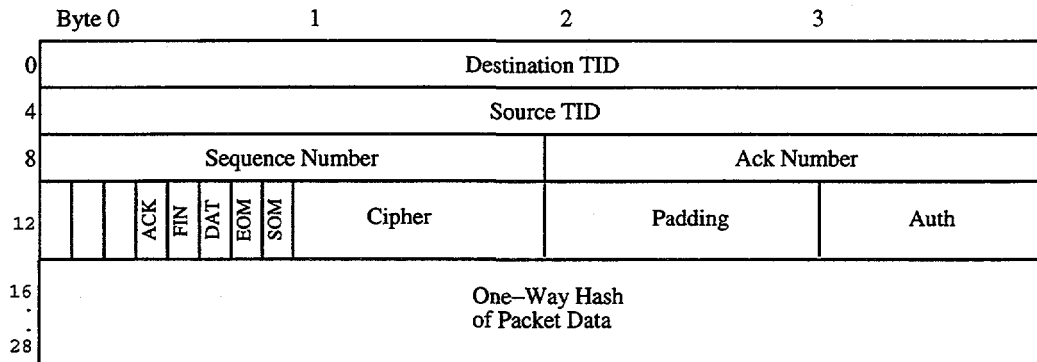 Byte 0 1 2 3
0 Destination TID
4 Source TID
8 Sequence Number Ack Number
12 ACK FIN DAT EOM SOM Cipher Padding Auth
16 One–Way Hash
. of Packet Data
.
28